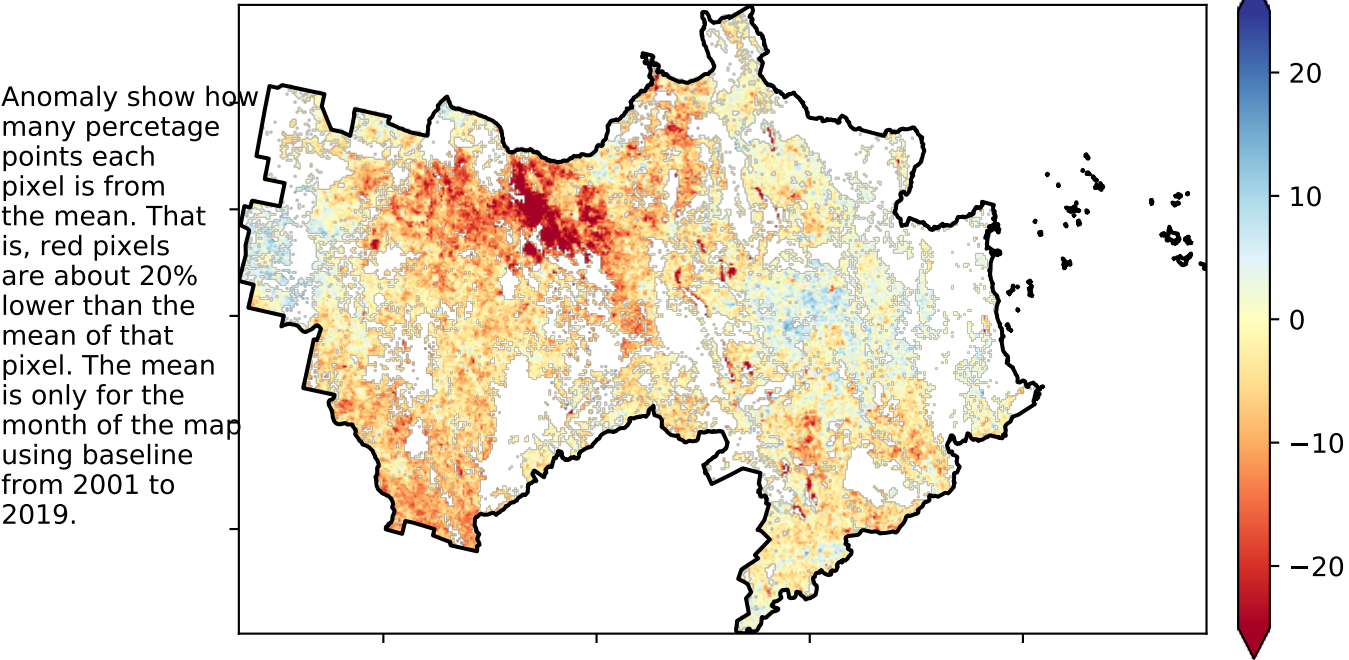 Anomaly show how
many percetage
points each
pixel is from
the mean. That
is, red pixels
are about 20%
lower than the
mean of that
pixel. The mean
is only for the
month of the map
using baseline
from 2001 to
2019.
20
10
0
−10
−20